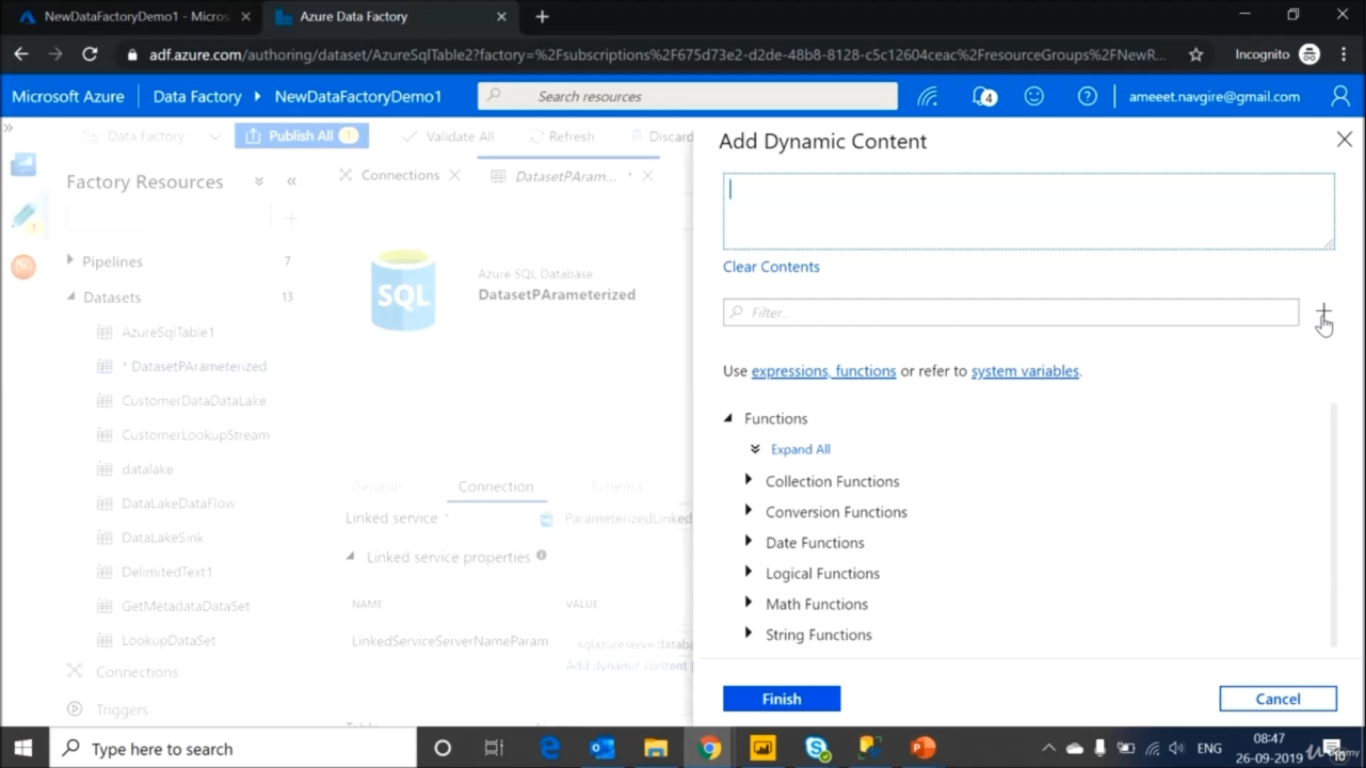 NewDataFactoryDemo1 - Micros
Azure Data Factory
adf.azure.com/authoring/dataset/AzureSqlTable2?factory=%2Fsubscriptions%2F675d73e2-d2de-48b8-8128-c5c12604ceac%2FresourceGroups%2FNewR...
Incognito
Microsoft Azure
Data Factory
NewDataFactoryDemo1
Search resources
4
ameeet.navgire@gmail.com
Data Factory
Publish All 1
Validate All
Refresh
Discard
Add Dynamic Content
Factory Resources
Connections
DatasetPAram...
Clear Contents
Pipelines 7
Azure SQL Database
DatasetPArameterized
SQL
Datasets 13
Filter...
AzureSqlTable1
* DatasetPArameterized
Use expressions, functions or refer to system variables.
CustomerDataDataLake
Functions
CustomerLookupStream
Expand All
datalake
Collection Functions
General
Connection
Schema
DataLakeDataFlow
Conversion Functions
Linked service *
ParameterizedLinked
DataLakeSink
Date Functions
Linked service properties
DelimitedText1
Logical Functions
GetMetadataDataSet
NAME
VALUE
Math Functions
LookupDataSet
LinkedServiceServerNameParam
sqlazureserve.databa
String Functions
Add dynamic content
Connections
Triggers
Finish
Cancel
Type here to search
ENG
08:47
26-09-2019